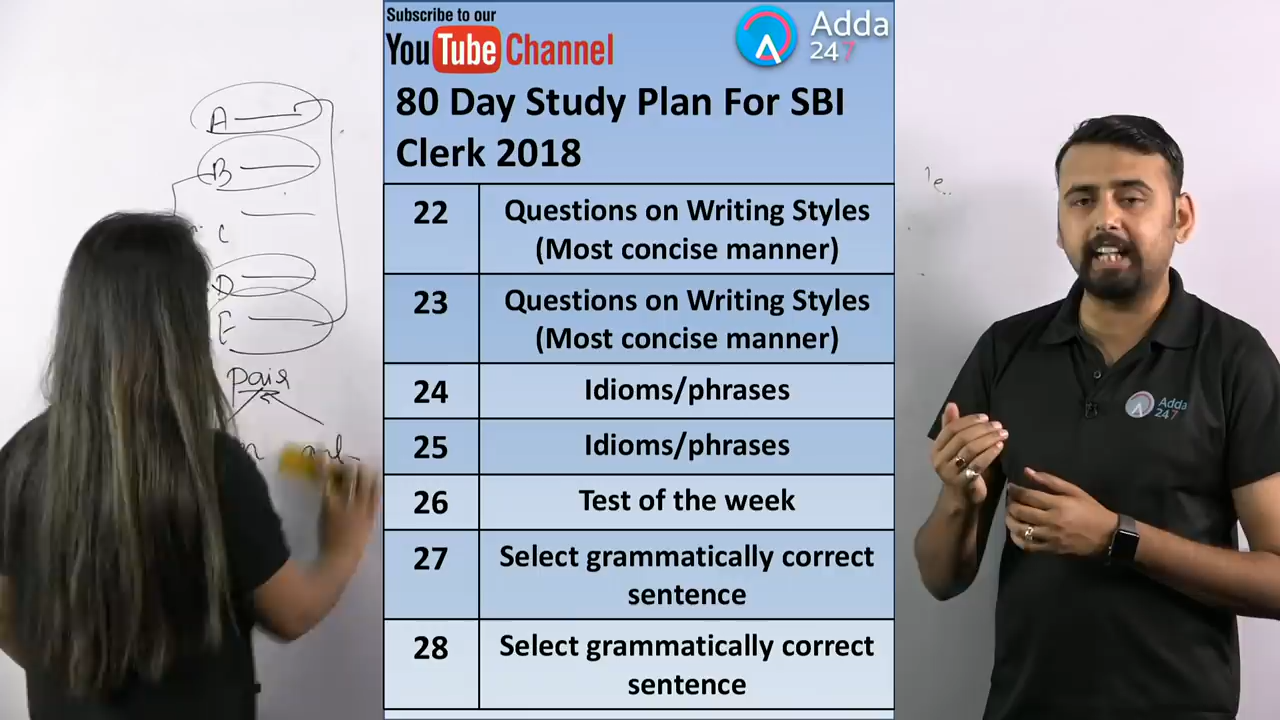 Subscribe to our
YouTube Channel
Adda
247
80 Day Study Plan For SBI
Clerk 2018
22 Questions on Writing Styles
(Most concise manner)
23 Questions on Writing Styles
(Most concise manner)
24 Idioms/phrases
25 Idioms/phrases
26 Test of the week
27 Select grammatically correct
sentence
28 Select grammatically correct
sentence
A
B
C
D
E
pair
Adda
247